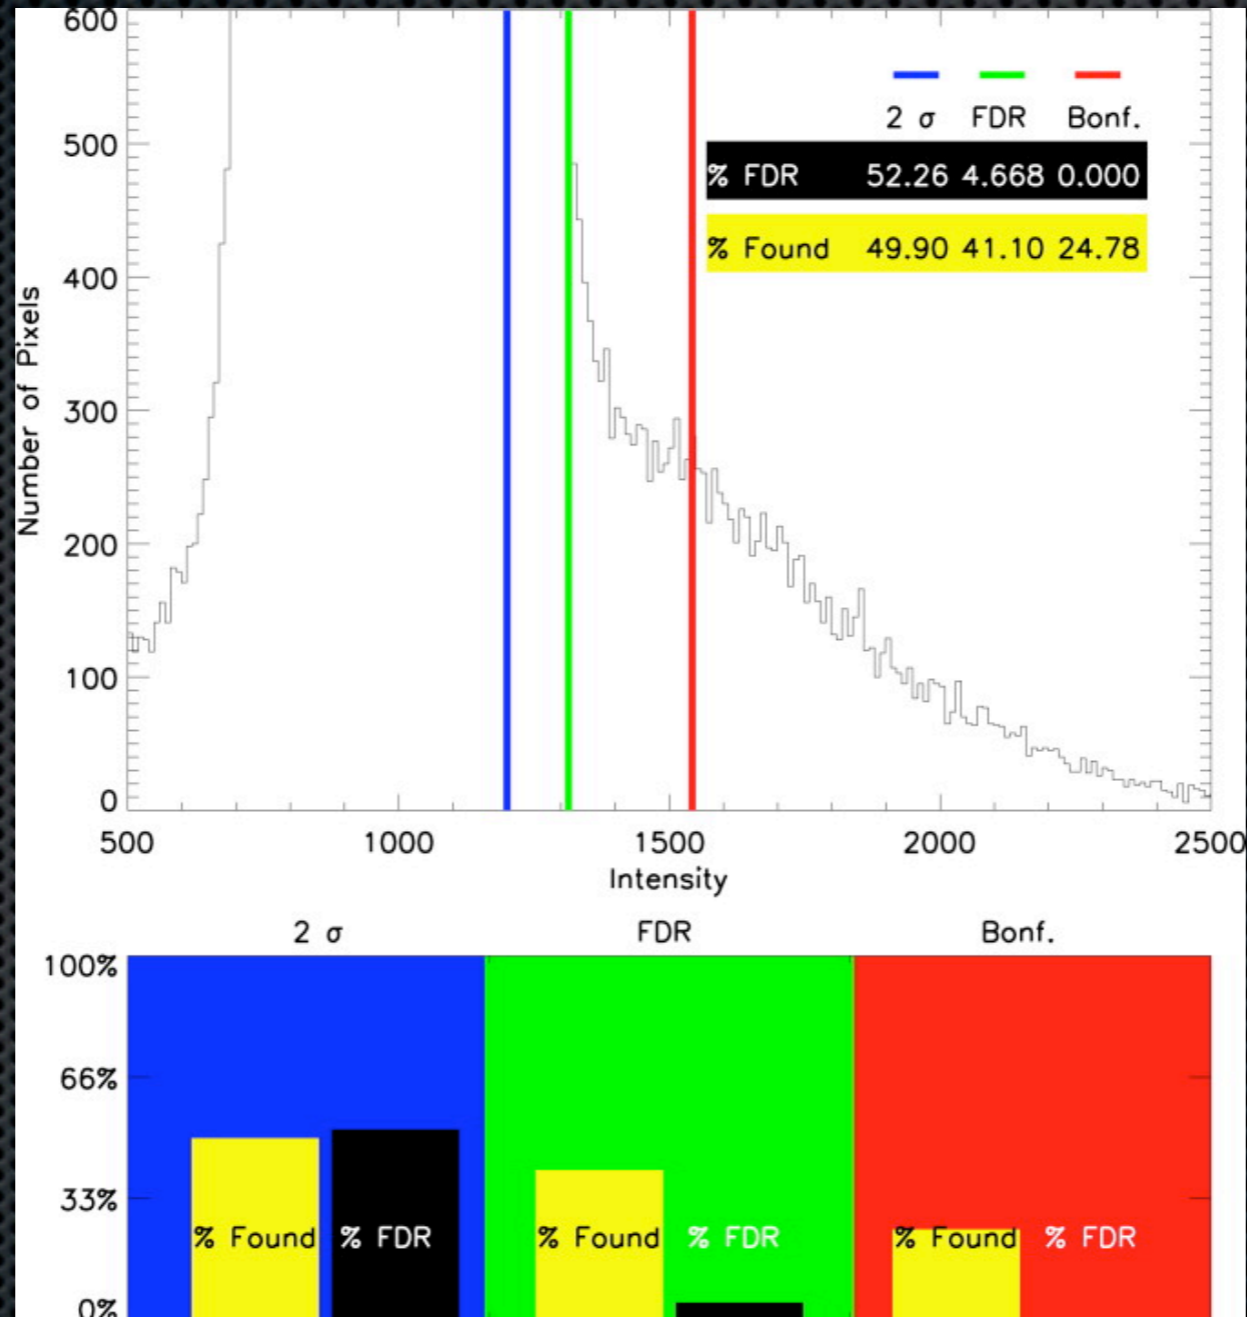 600
500
400
300
200
100
0
Number of Pixels
2 σ FDR Bonf.
% FDR 52.26 4.668 0.000
% Found 49.90 41.10 24.78
500 1000 1500 2000 2500
Intensity
2 σ FDR Bonf.
100%
66%
33%
0%
% Found % FDR % Found % FDR % Found % FDR